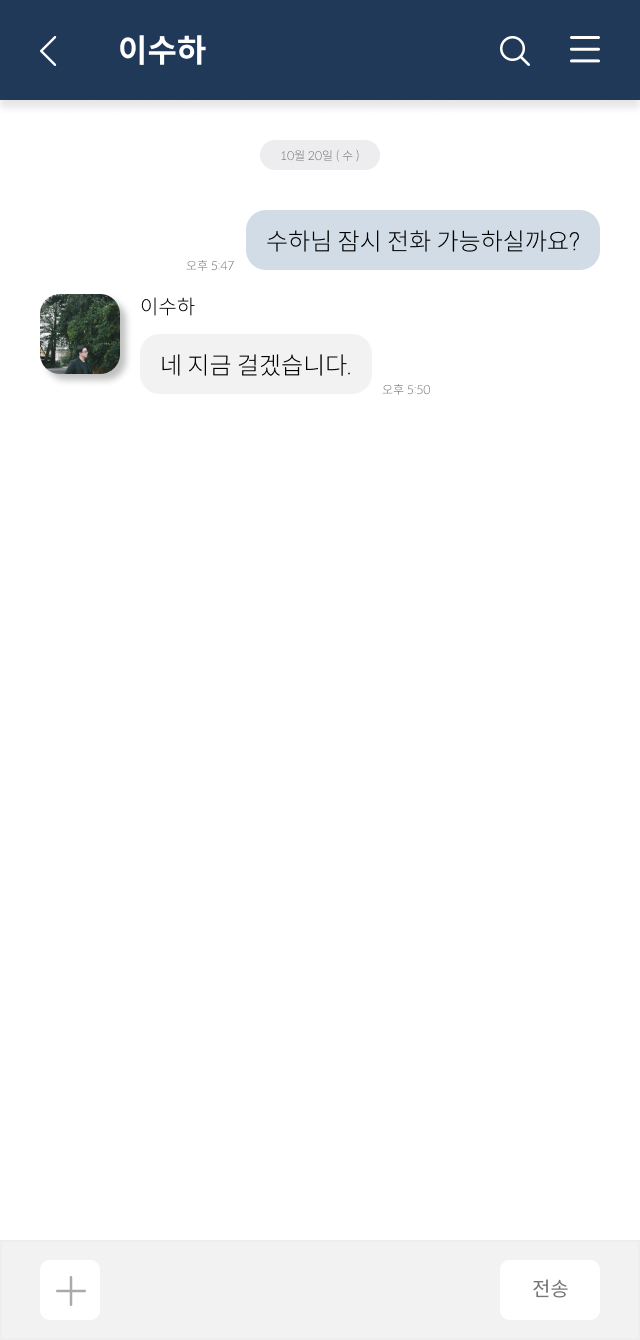 이수하
10월 20일 ( 수 )
수하님 잠시 전화 가능하실까요?
오후 5:47
이수하
네 지금 걸겠습니다.
오후 5:50
전송